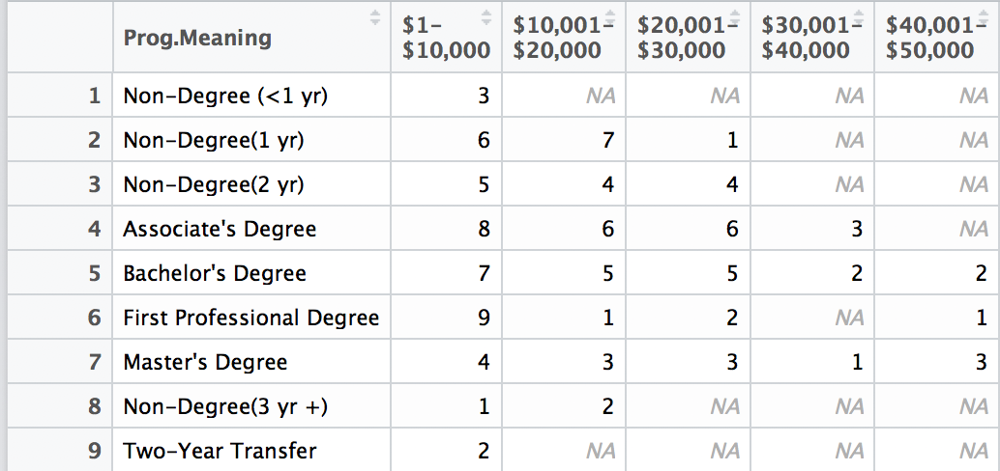 Prog.Meaning $1– $10,000 $10,001– $20,000 $20,001– $30,000 $30,001– $40,000 $40,001– $50,000
1 Non–Degree (<1 yr) 3 NA NA NA NA
2 Non–Degree(1 yr) 6 7 1 NA NA
3 Non–Degree(2 yr) 5 4 4 NA NA
4 Associate's Degree 8 6 6 3 NA
5 Bachelor's Degree 7 5 5 2 2
6 First Professional Degree 9 1 2 NA 1
7 Master's Degree 4 3 3 1 3
8 Non–Degree(3 yr +) 1 2 NA NA NA
9 Two–Year Transfer 2 NA NA NA NA